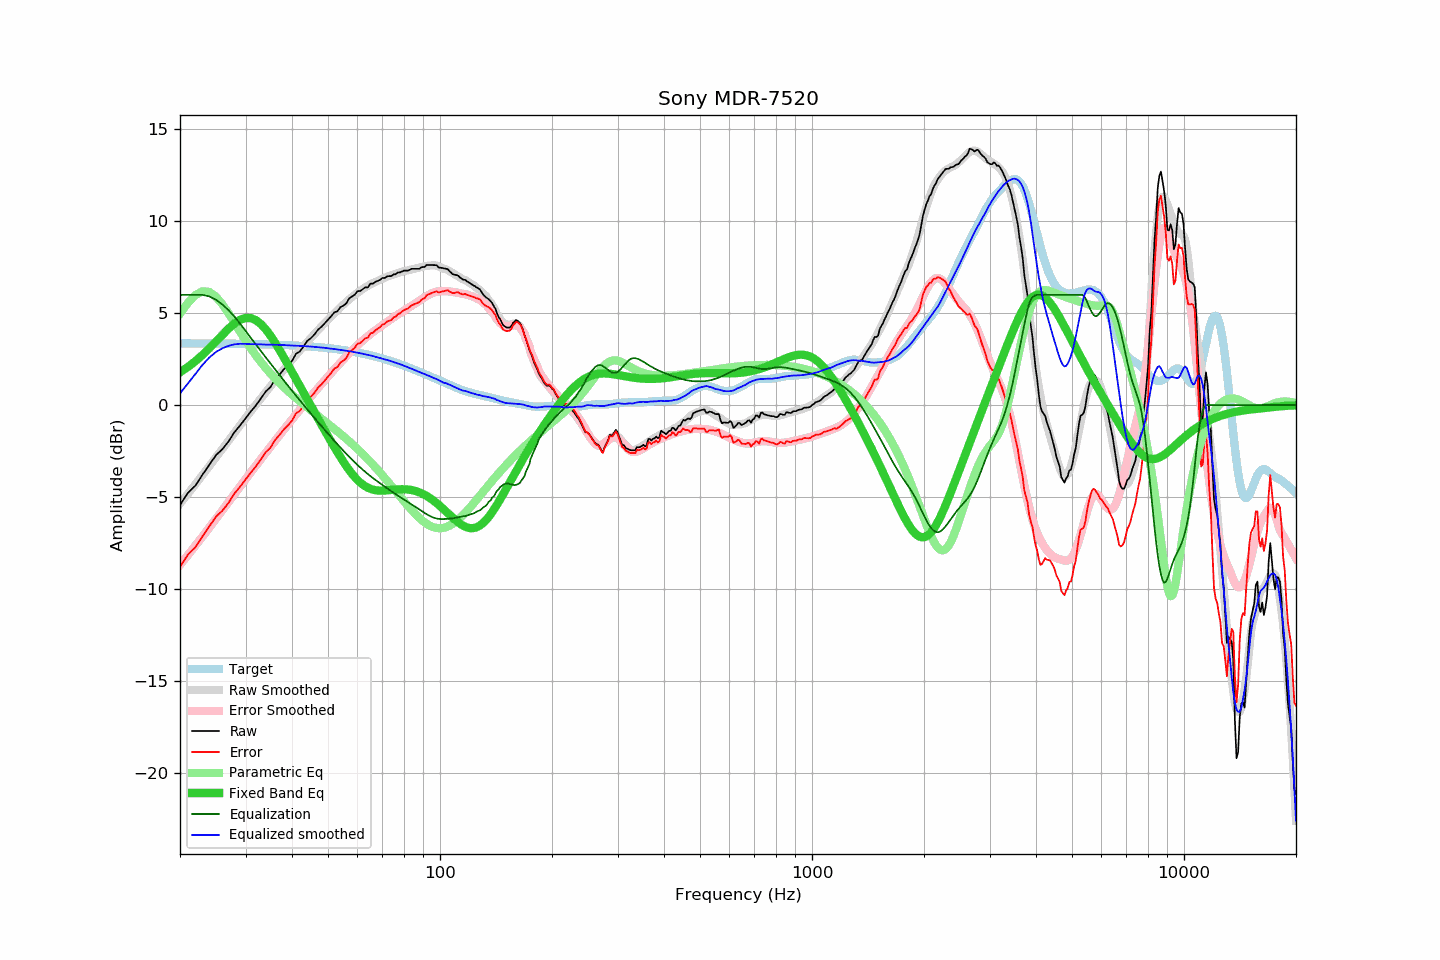 Sony MDR-7520
15
10
5
0
−5
−10
−15
−20
Amplitude (dBr)
Target
Raw Smoothed
Error Smoothed
Raw
Error
Parametric Eq
Fixed Band Eq
Equalization
Equalized smoothed
100
1000
10000
Frequency (Hz)